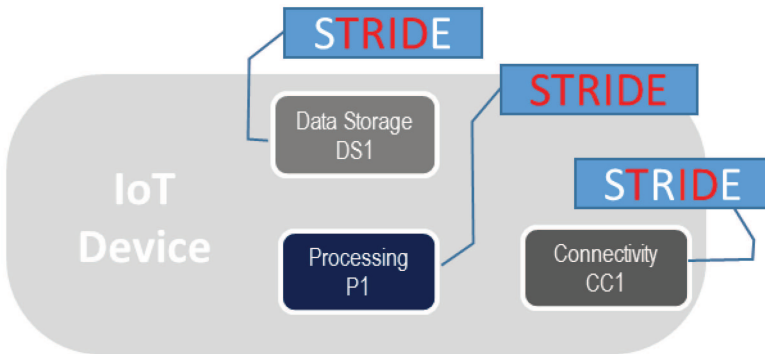 STRIDE
STRIDE
Data Storage
DS1
STRIDE
IoT
Device
Processing
P1
Connectivity
CC1